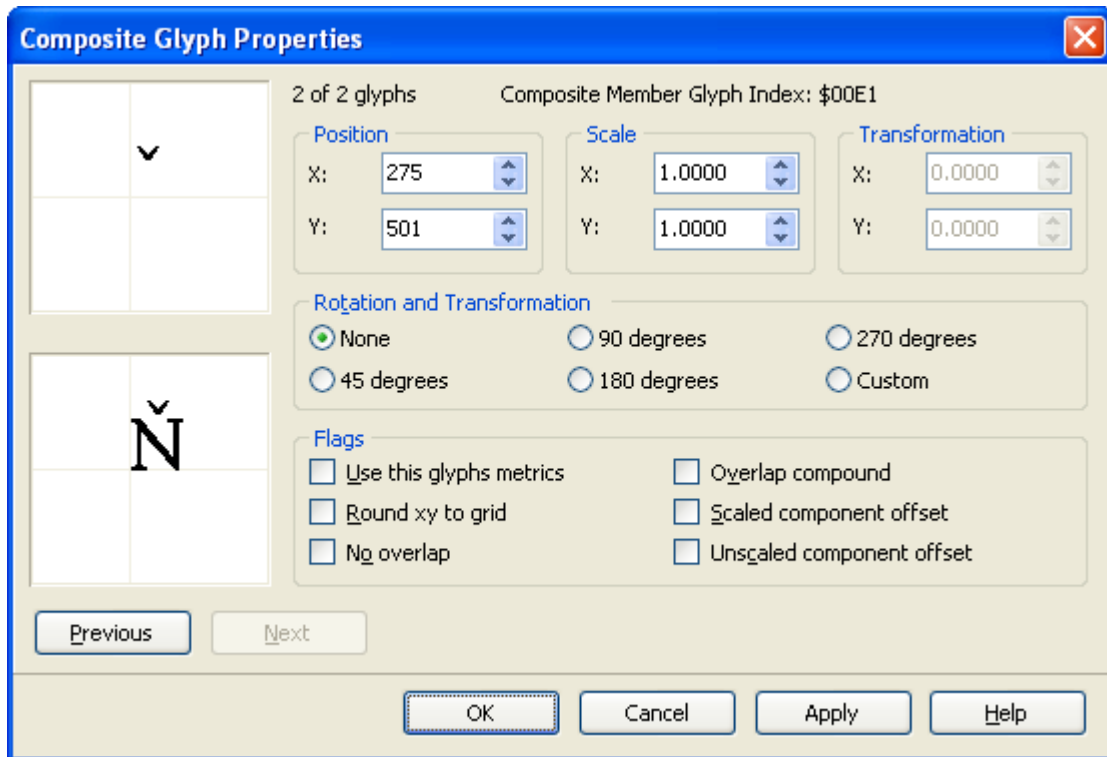 Composite Glyph Properties
2 of 2 glyphs Composite Member Glyph Index: $00E1
Position Scale Transformation
X: 275 X: 1.0000 X: 0.0000
Y: 501 Y: 1.0000 Y: 0.0000
ˇ
Ň
Rotation and Transformation
None 90 degrees 270 degrees
45 degrees 180 degrees Custom
Flags
Use this glyphs metrics Overlap compound
Round xy to grid Scaled component offset
No overlap Unscaled component offset
Previous Next
OK Cancel Apply Help